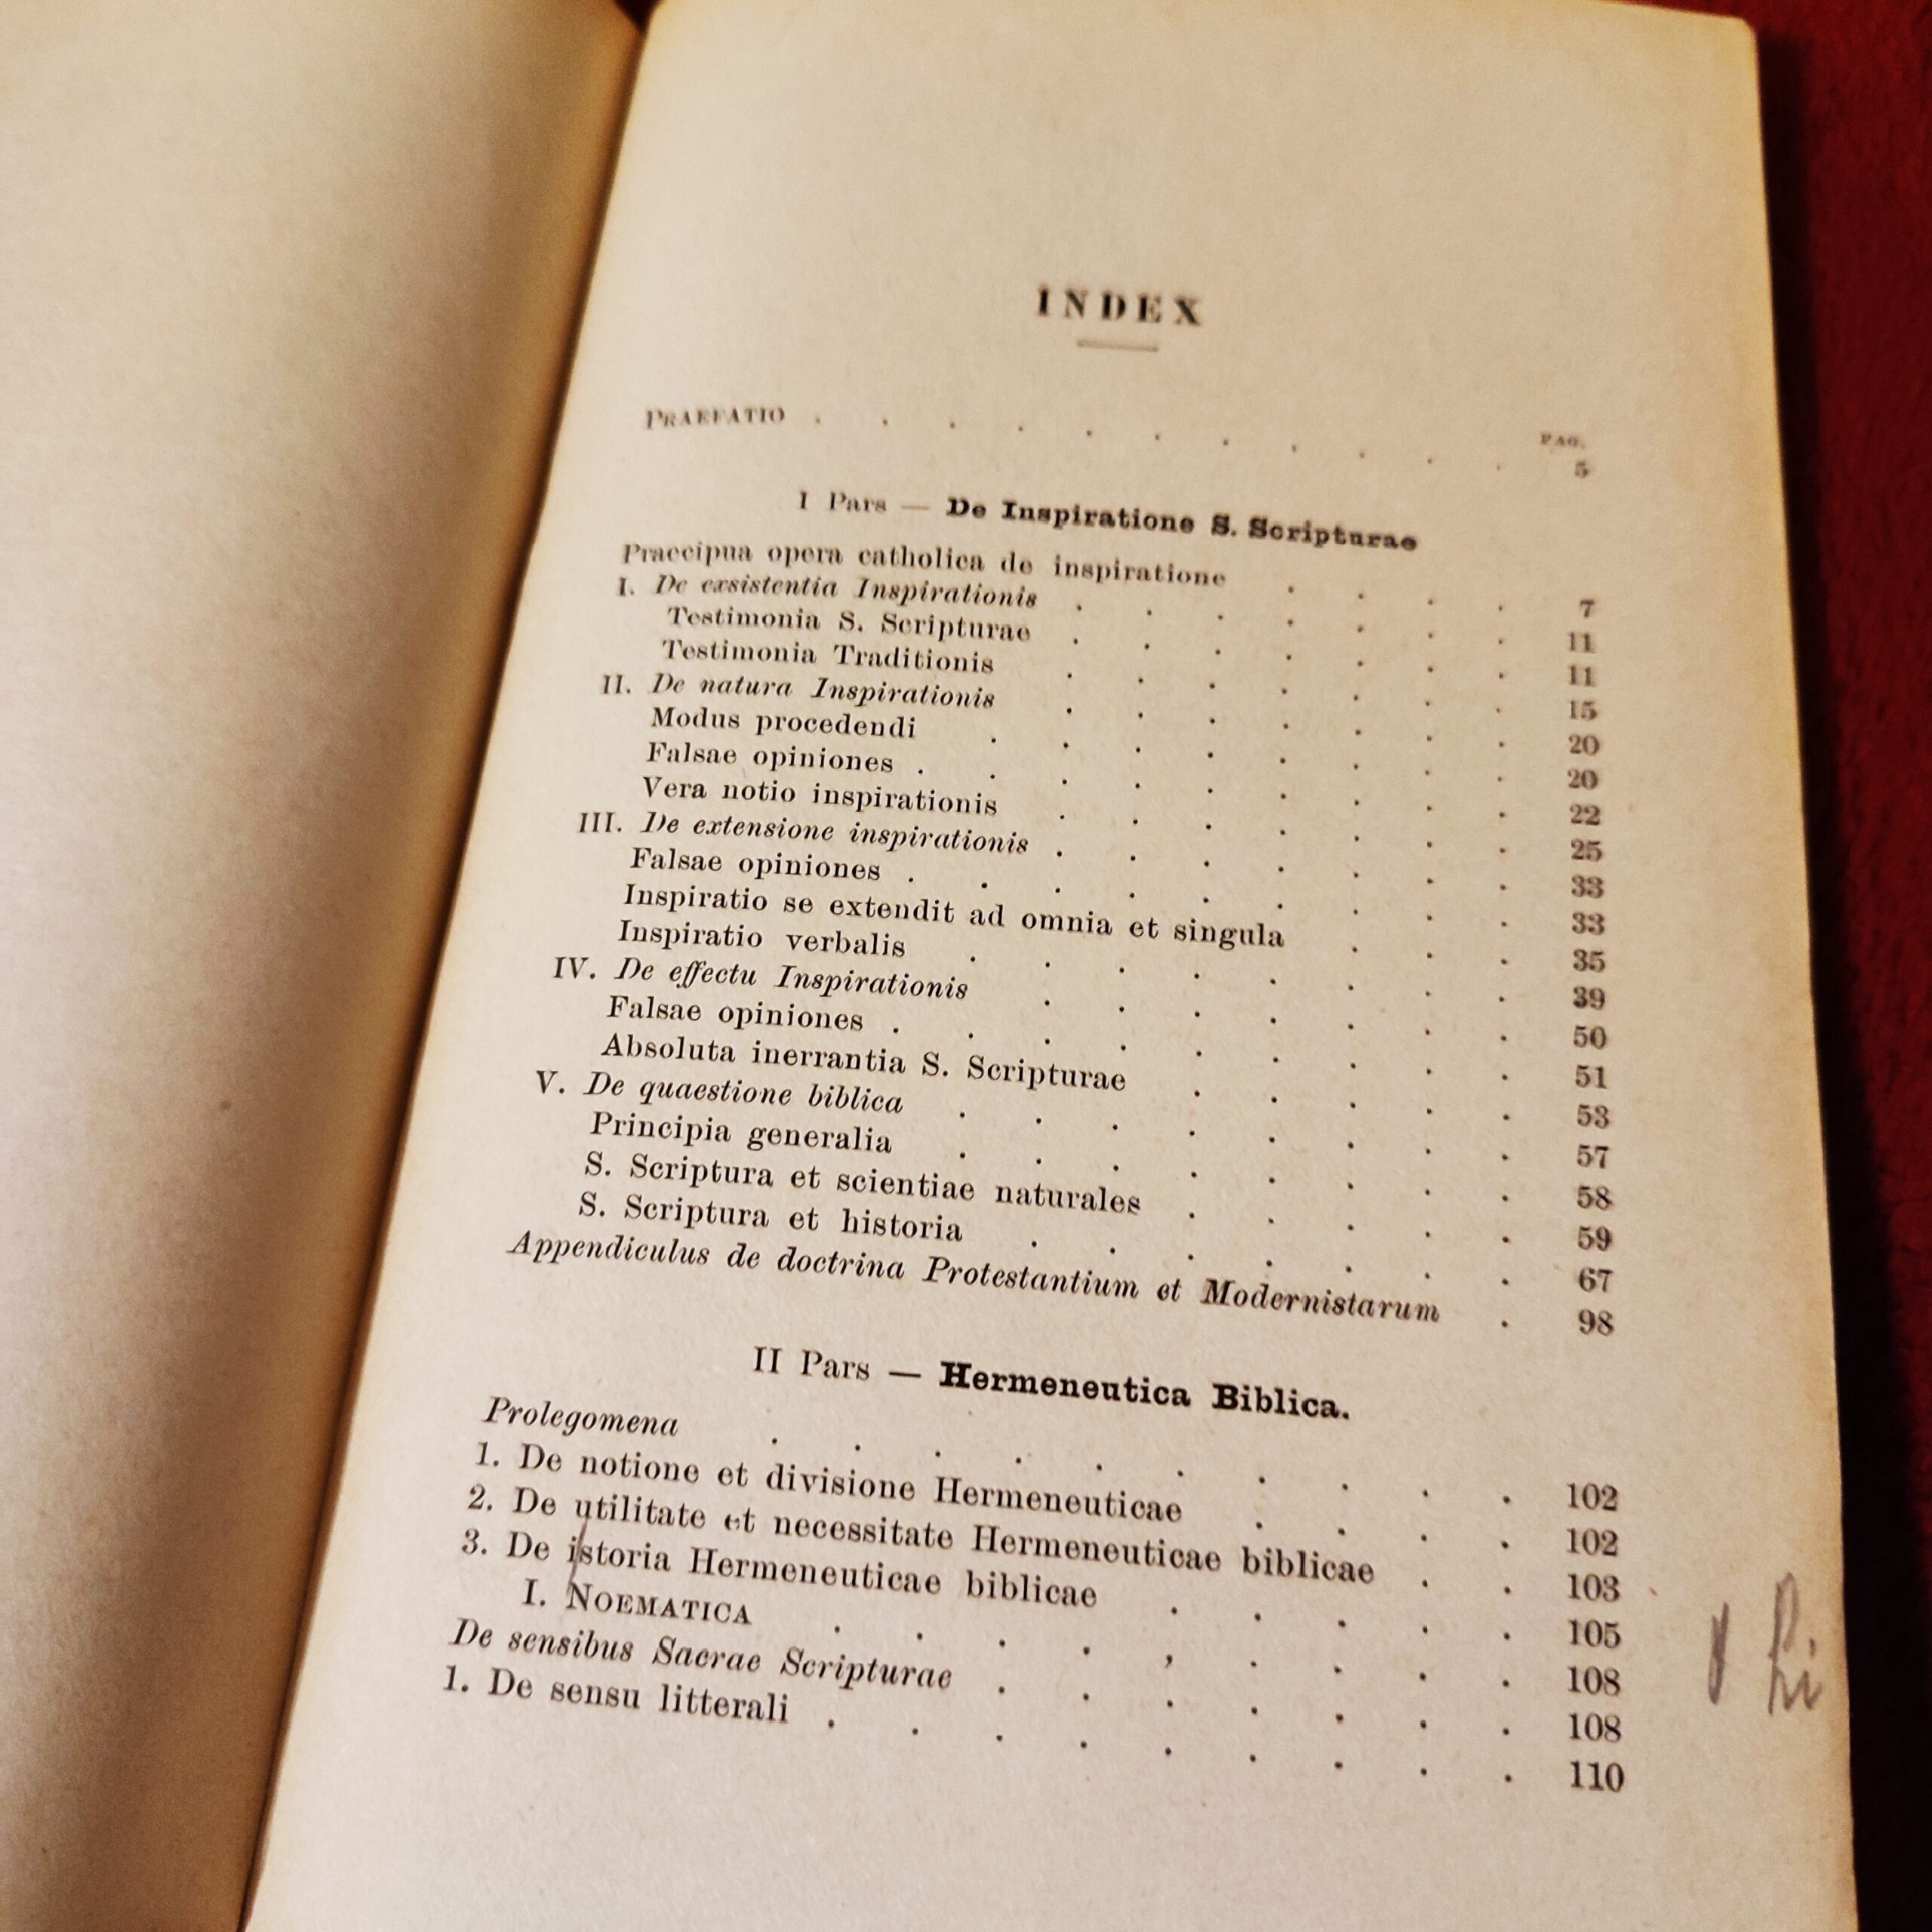 INDEX
PAG.
PRAEFATIO . . . . . . . . . . . 5
I Pars — De Inspiratione S. Scripturae
Praecipua opera catholica de inspiratione . . . . 7
I. De exsistentia Inspirationis . . . . . . . 11
Testimonia S. Scripturae . . . . . . . 11
Testimonia Traditionis . . . . . . . 15
II. De natura Inspirationis . . . . . . . 20
Modus procedendi . . . . . . . . 20
Falsae opiniones . . . . . . . . . 22
Vera notio inspirationis . . . . . . . 25
III. De extensione inspirationis . . . . . . . 33
Falsae opiniones . . . . . . . . . 33
Inspiratio se extendit ad omnia et singula . . . 35
Inspiratio verbalis . . . . . . . . 39
IV. De effectu Inspirationis . . . . . . . 50
Falsae opiniones . . . . . . . . . 51
Absoluta inerrantia S. Scripturae . . . . . 53
V. De quaestione biblica . . . . . . . . 57
Principia generalia . . . . . . . . 58
S. Scriptura et scientiae naturales . . . . . 59
S. Scriptura et historia . . . . . . . 67
Appendiculus de doctrina Protestantium et Modernistarum . 98
II Pars — Hermeneutica Biblica.
Prolegomena . . . . . . . . . . 102
1. De notione et divisione Hermeneuticae . . . . 102
2. De utilitate et necessitate Hermeneuticae biblicae . . 103
3. De istoria Hermeneuticae biblicae . . . . . 105
I. NOEMATICA . . . . , . . . . 108
De sensibus Sacrae Scripturae . . . . . . . 108
1. De sensu litterali . . . . . . . . . 110